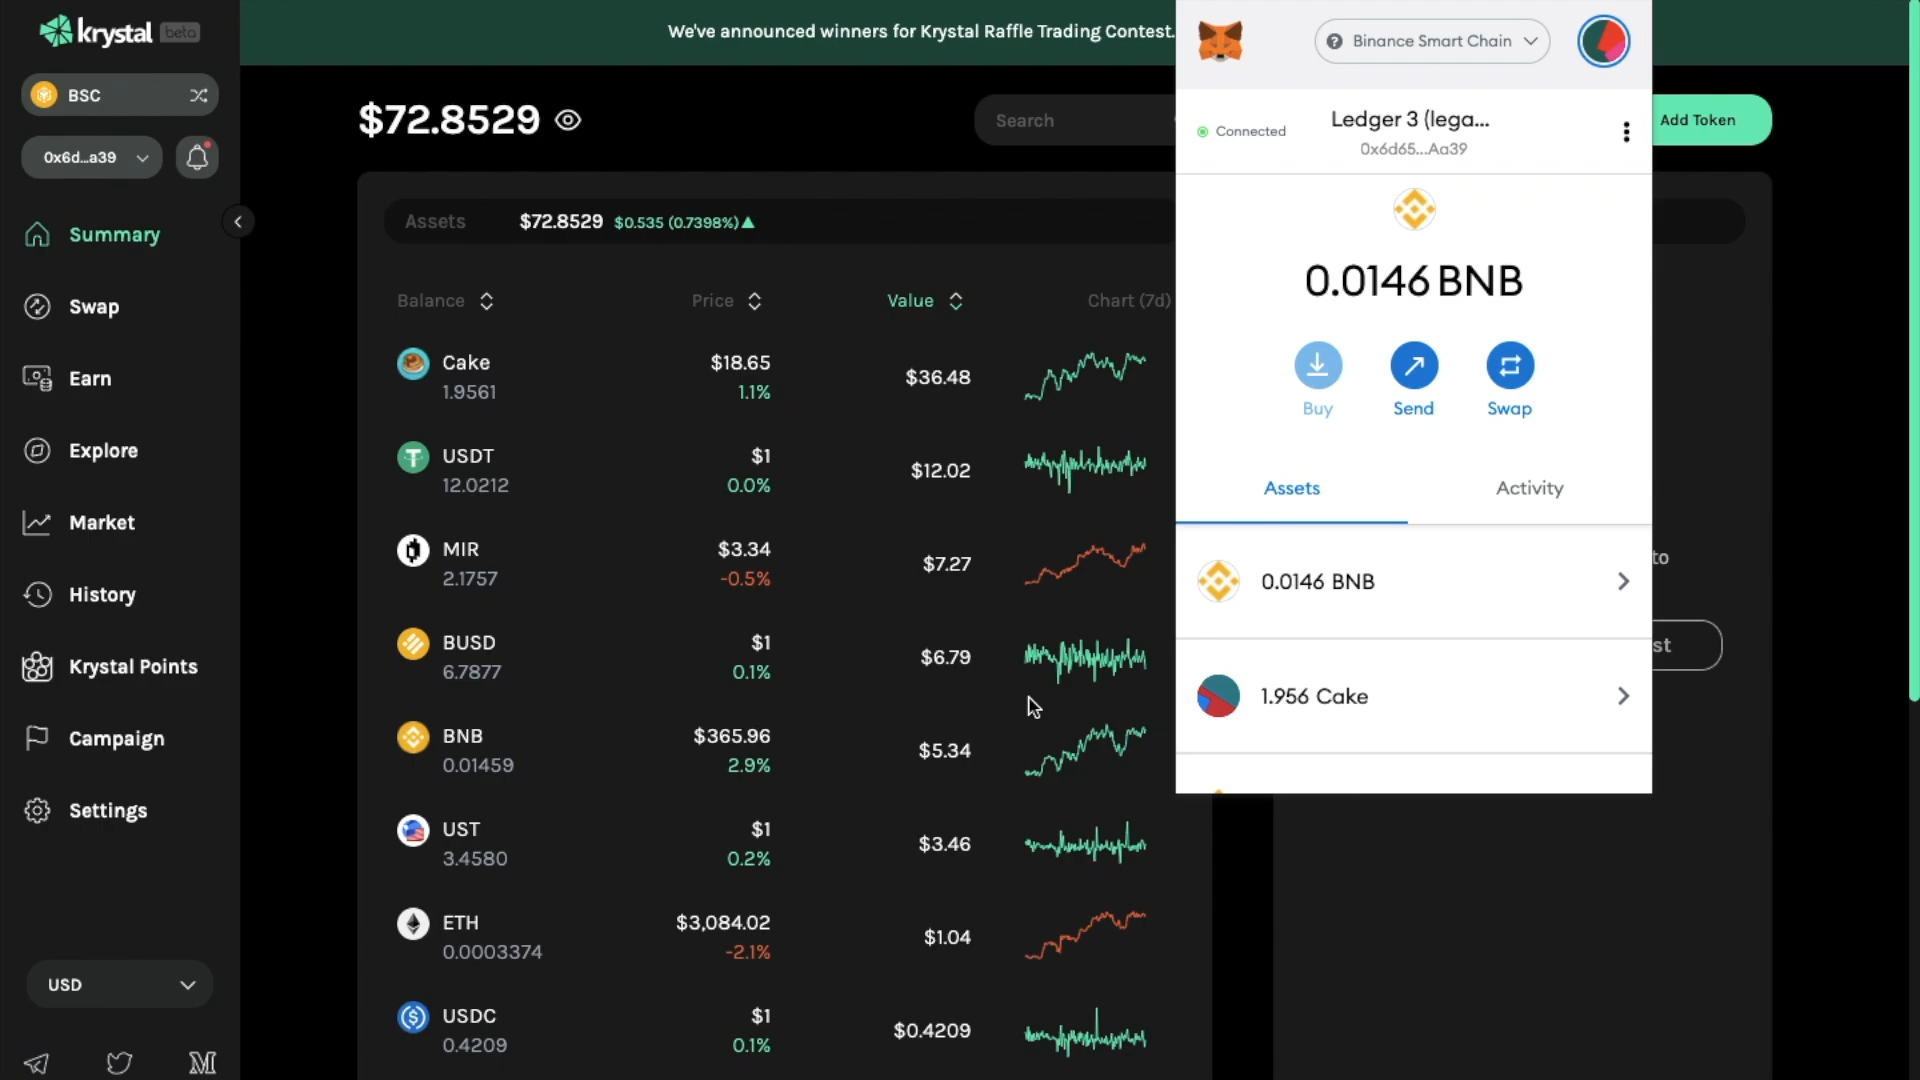 krystal beta
BSC
0x6d...a39
Summary
Swap
Earn
Explore
Market
History
Krystal Points
Campaign
Settings
USD
We've announced winners for Krystal Raffle Trading Contest.
$72.8529
Search
Add Token
Assets $72.8529 $0.535 (0.7398%)
Balance Price Value Chart (7d)
Cake $18.65 $36.48
1.9561 1.1%
USDT $1 $12.02
12.0212 0.0%
MIR $3.34 $7.27
2.1757 -0.5%
BUSD $1 $6.79
6.7877 0.1%
BNB $365.96 $5.34
0.01459 2.9%
UST $1 $3.46
3.4580 0.2%
ETH $3,084.02 $1.04
0.0003374 -2.1%
USDC $1 $0.4209
0.4209 0.1%
Binance Smart Chain
Connected
Ledger 3 (lega...
0x6d65...Aa39
0.0146 BNB
Buy Send Swap
Assets Activity
0.0146 BNB
1.956 Cake
to
st